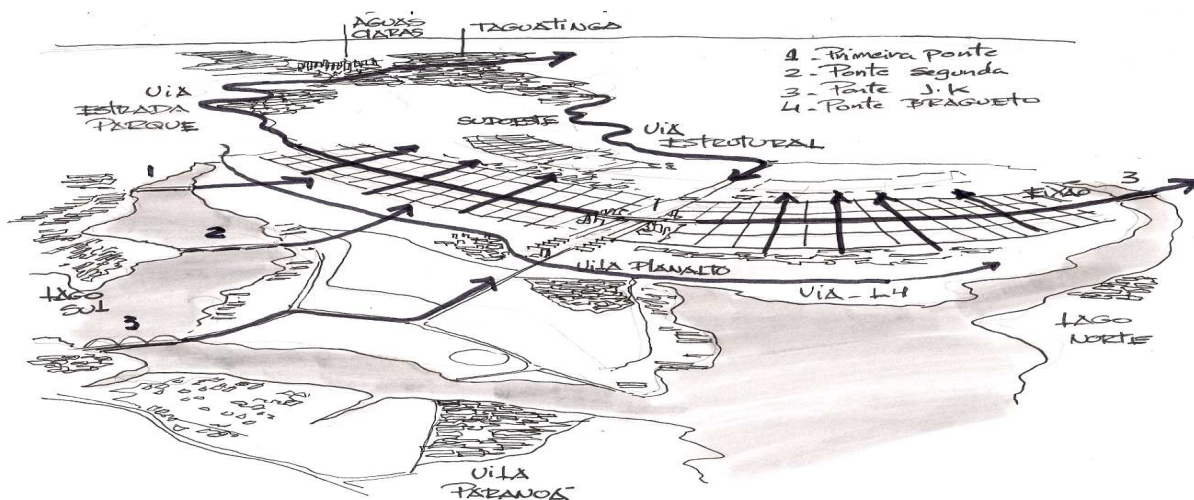 ÁGUAS
CLARAS
TAGUATINGA
1 - Primeira ponte
2 - Ponte segunda
3 - Ponte J.K
4 - Ponte BRAGUETO
VIA
ESTRADA
PARQUE
SUDOESTE
VIA
ESTRUTURAL
1
EIXÃO
3
2
VILA PLANALTO
VIA - L4
LAGO
SUL
3
LAGO
NORTE
VILA
PARANOÁ